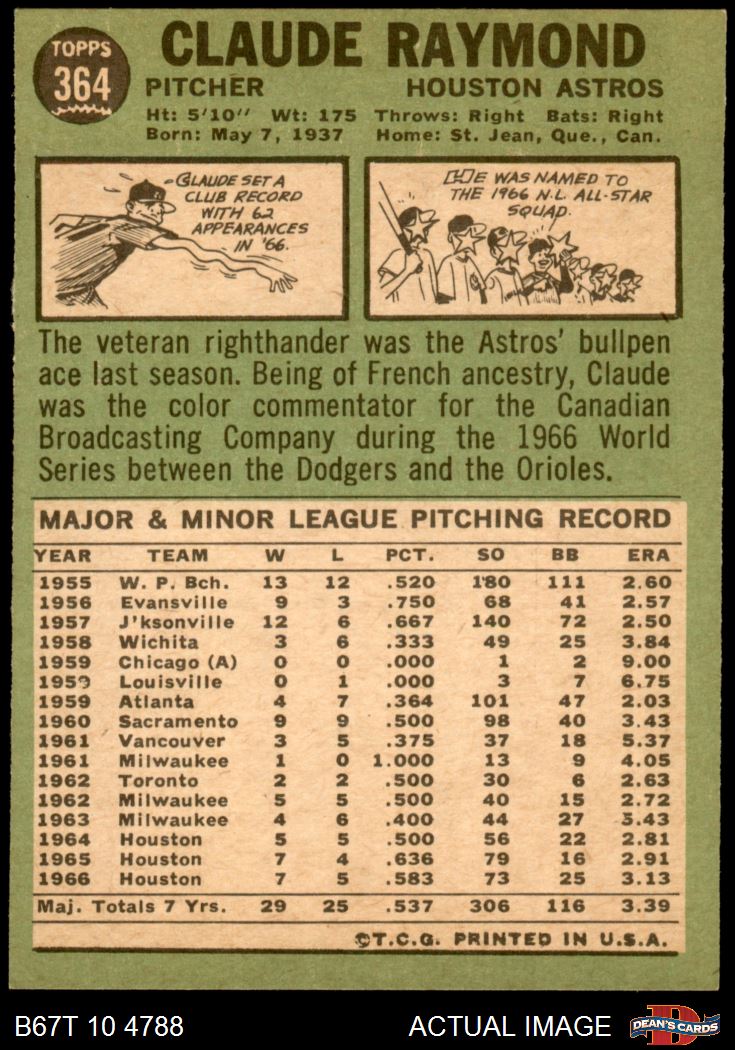 TOPPS
364
CLAUDE RAYMOND
PITCHER HOUSTON ASTROS
Ht: 5'10" Wt: 175 Throws: Right Bats: Right
Born: May 7, 1937 Home: St. Jean, Que., Can.
CLAUDE SET A
CLUB RECORD
WITH 62
APPEARANCES
IN '66.
HE WAS NAMED TO
THE 1966 N.L. ALL-STAR
SQUAD.
The veteran righthander was the Astros' bullpen
ace last season. Being of French ancestry, Claude
was the color commentator for the Canadian
Broadcasting Company during the 1966 World
Series between the Dodgers and the Orioles.
MAJOR & MINOR LEAGUE PITCHING RECORD
YEAR TEAM W L PCT. SO BB ERA
1955 W. P. Bch. 13 12 .520 180 111 2.60
1956 Evansville 9 3 .750 68 41 2.57
1957 J'ksonville 12 6 .667 140 72 2.50
1958 Wichita 3 6 .333 49 25 3.84
1959 Chicago (A) 0 0 .000 1 2 9.00
1959 Louisville 0 1 .000 3 7 6.75
1959 Atlanta 4 7 .364 101 47 2.03
1960 Sacramento 9 9 .500 98 40 3.43
1961 Vancouver 3 5 .375 37 18 5.37
1961 Milwaukee 1 0 1.000 13 9 4.05
1962 Toronto 2 2 .500 30 6 2.63
1962 Milwaukee 5 5 .500 40 15 2.72
1963 Milwaukee 4 6 .400 44 27 5.43
1964 Houston 5 5 .500 56 22 2.81
1965 Houston 7 4 .636 79 16 2.91
1966 Houston 7 5 .583 73 25 3.13
Maj. Totals 7 Yrs. 29 25 .537 306 116 3.39
©T.C.G. PRINTED IN U.S.A.
B67T 10 4788 ACTUAL IMAGE DEAN'S CARDS